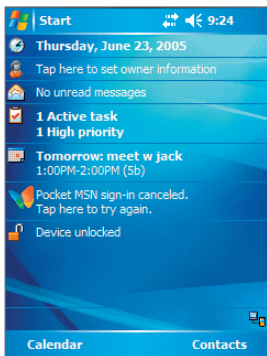 Start 9:24
Thursday, June 23, 2005
Tap here to set owner information
No unread messages
1 Active task
1 High priority
Tomorrow: meet w jack
1:00PM-2:00PM (5b)
Pocket MSN sign-in canceled.
Tap here to try again.
Device unlocked
Calendar Contacts